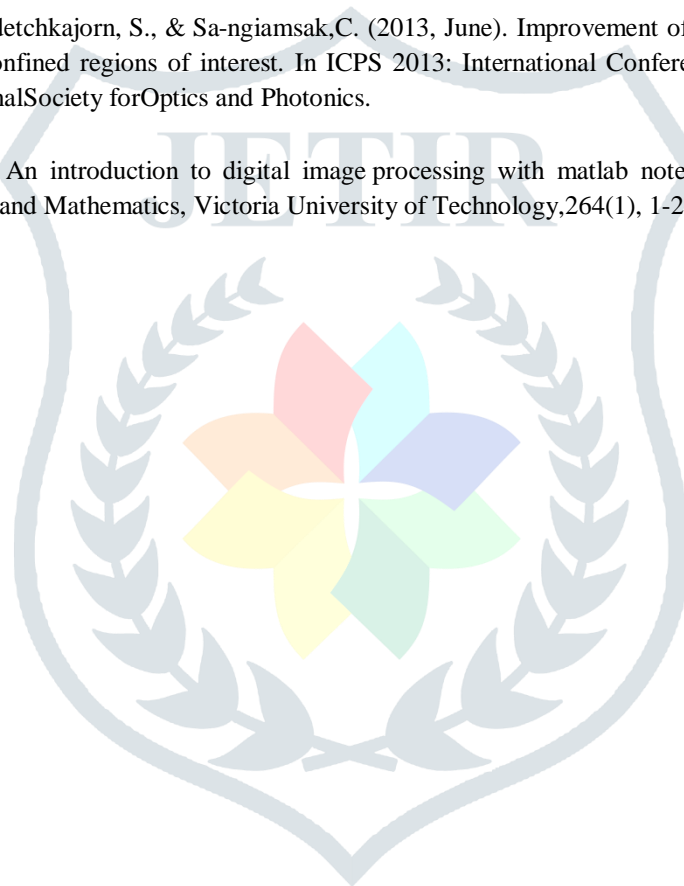 letchkajorn, S., & Sa-ngiamsak,C. (2013, June). Improvement of
onfined regions of interest. In ICPS 2013: International Confere
nalSociety forOptics and Photonics.
JETIR
An introduction to digital image processing with matlab note
and Mathematics, Victoria University of Technology,264(1), 1-2